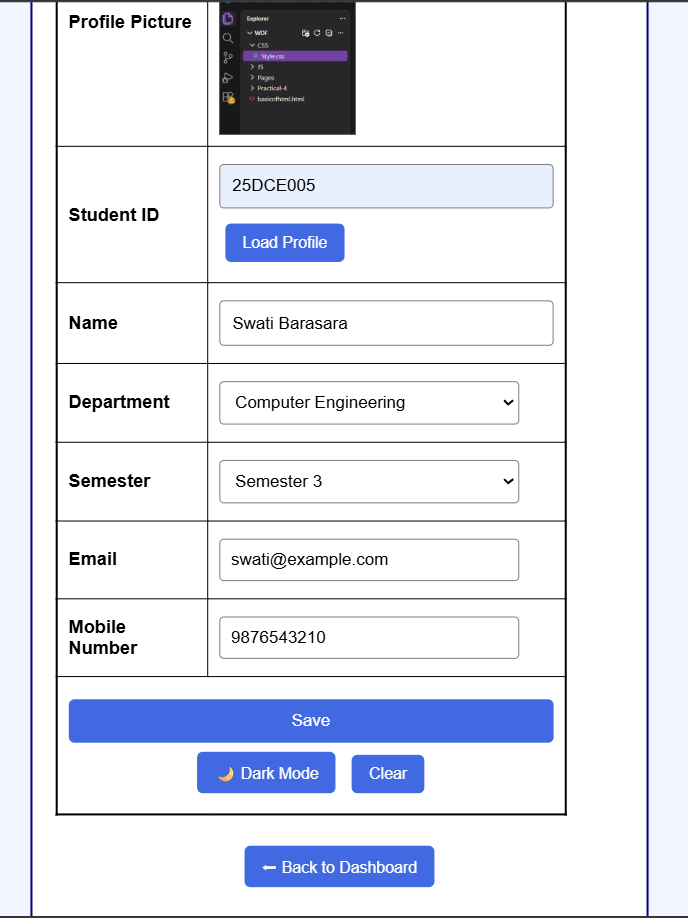 Profile Picture
Explorer
WDF
CSS
Style.css
JS
Pages
Practical-4
basicofhtml.html
Student ID
25DCE005
Load Profile
Name
Swati Barasara
Department
Computer Engineering
Semester
Semester 3
Email
swati@example.com
Mobile
Number
9876543210
Save
🌙 Dark Mode
Clear
⬅ Back to Dashboard